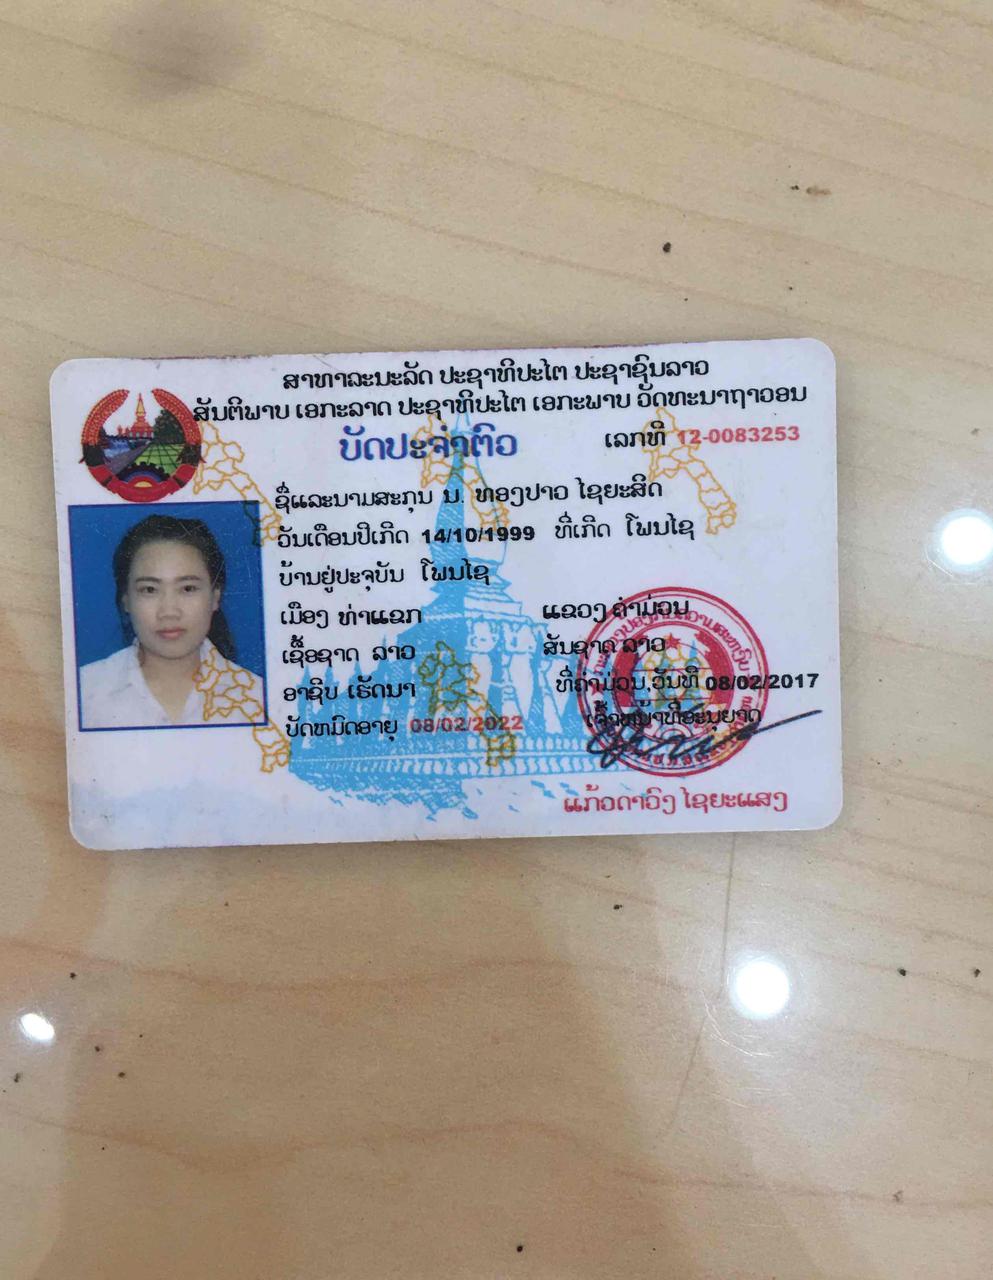 ສາທາລະນະລັດ ປະຊາທິປະໄຕ ປະຊາຊົນລາວ
ສັນຕິພາບ ເອກະລາດ ປະຊາທິປະໄຕ ເອກະພາບ ວັດທະນາຖາວອນ
ບັດປະຈຳຕົວ ເລກທີ 12-0083253
ຊື່ແລະນາມສະກຸນ ນ. ທອງປາວ ໄຊຍະສິດ
ວັນເດືອນປີເກີດ 14/10/1999 ທີ່ເກີດ ໂພນໄຊ
ບ້ານຢູ່ປະຈຸບັນ ໂພນໄຊ
ເມືອງ ທ່າແຂກ ແຂວງ ຄຳມ່ວນ
ເຊື້ອຊາດ ລາວ ສັນຊາດ ລາວ
ອາຊີບ ເຮັດນາ ທີ່ຄຳມ່ວນ,ວັນທີ 08/02/2017
ບັດຫມົດອາຍຸ 08/02/2022 ເຈົ້າຫນ້າທີ່ອະນຸຍາດ
ແກ້ວດາວົງ ໄຊຍະແສງ